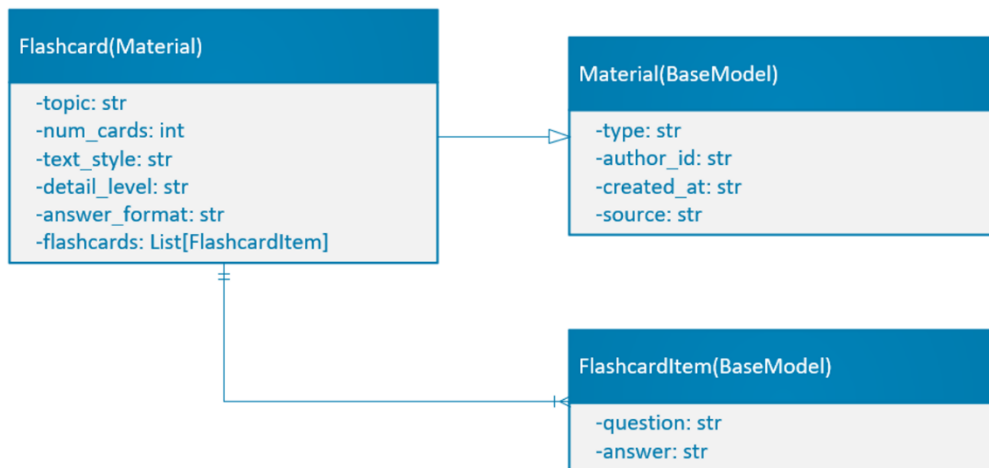 Flashcard(Material)
-topic: str
-num_cards: int
-text_style: str
-detail_level: str
-answer_format: str
-flashcards: List[FlashcardItem]
Material(BaseModel)
-type: str
-author_id: str
-created_at: str
-source: str
FlashcardItem(BaseModel)
-question: str
-answer: str